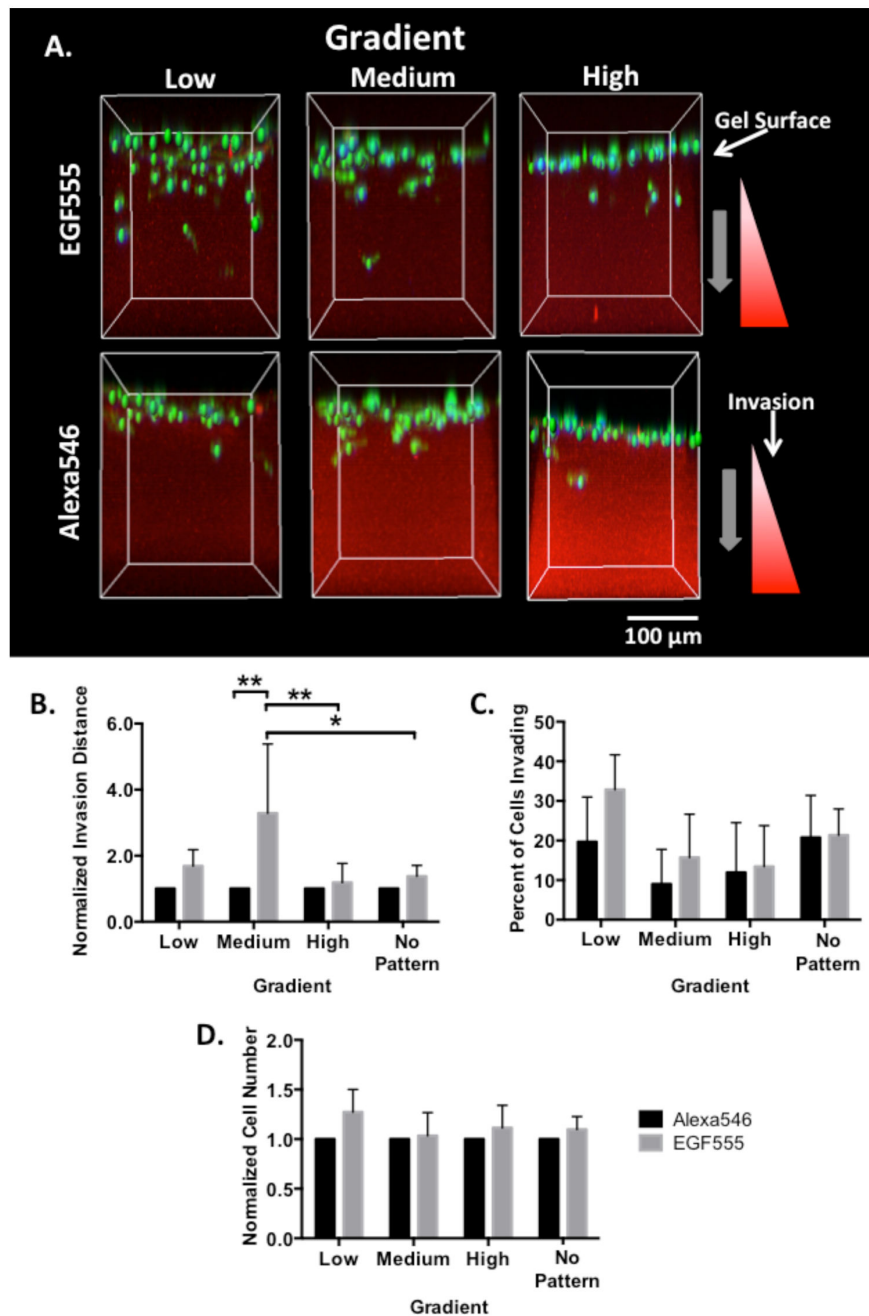 A.
Gradient
Low
Medium
High
Gel Surface
EGF555
Alexa546
Invasion
100 µm
B.
Normalized Invasion Distance
6.0
4.0
2.0
0.0
**
**
*
Low
Medium
High
No
Pattern
Gradient
C.
Percent of Cells Invading
50
40
30
20
10
0
Low
Medium
High
No
Pattern
Gradient
D.
Normalized Cell Number
2.0
1.5
1.0
0.5
0.0
Low
Medium
High
No
Pattern
Gradient
Alexa546
EGF555